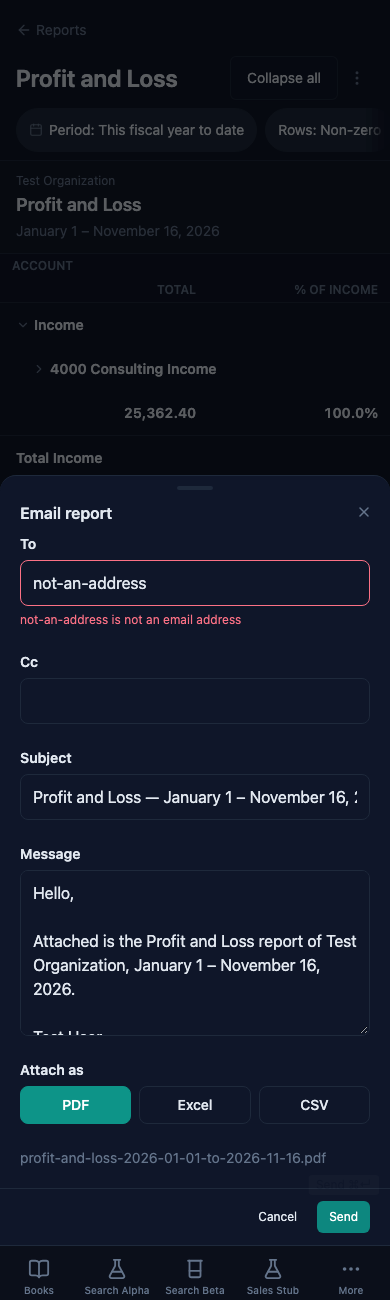 Reports
Profit and Loss
Collapse all
Period: This fiscal year to date
Rows: Non-zero
Test Organization
Profit and Loss
January 1 – November 16, 2026
ACCOUNT
TOTAL % OF INCOME
Income
4000 Consulting Income
25,362.40 100.0%
Total Income
Email report
To
not-an-address
not-an-address is not an email address
Cc
Subject
Profit and Loss — January 1 – November 16,
Message
Hello,
Attached is the Profit and Loss report of Test
Organization, January 1 – November 16,
2026.
Test User
Attach as
PDF Excel CSV
profit-and-loss-2026-01-01-to-2026-11-16.pdf
Cancel Send
Books Search Alpha Search Beta Sales Stub More